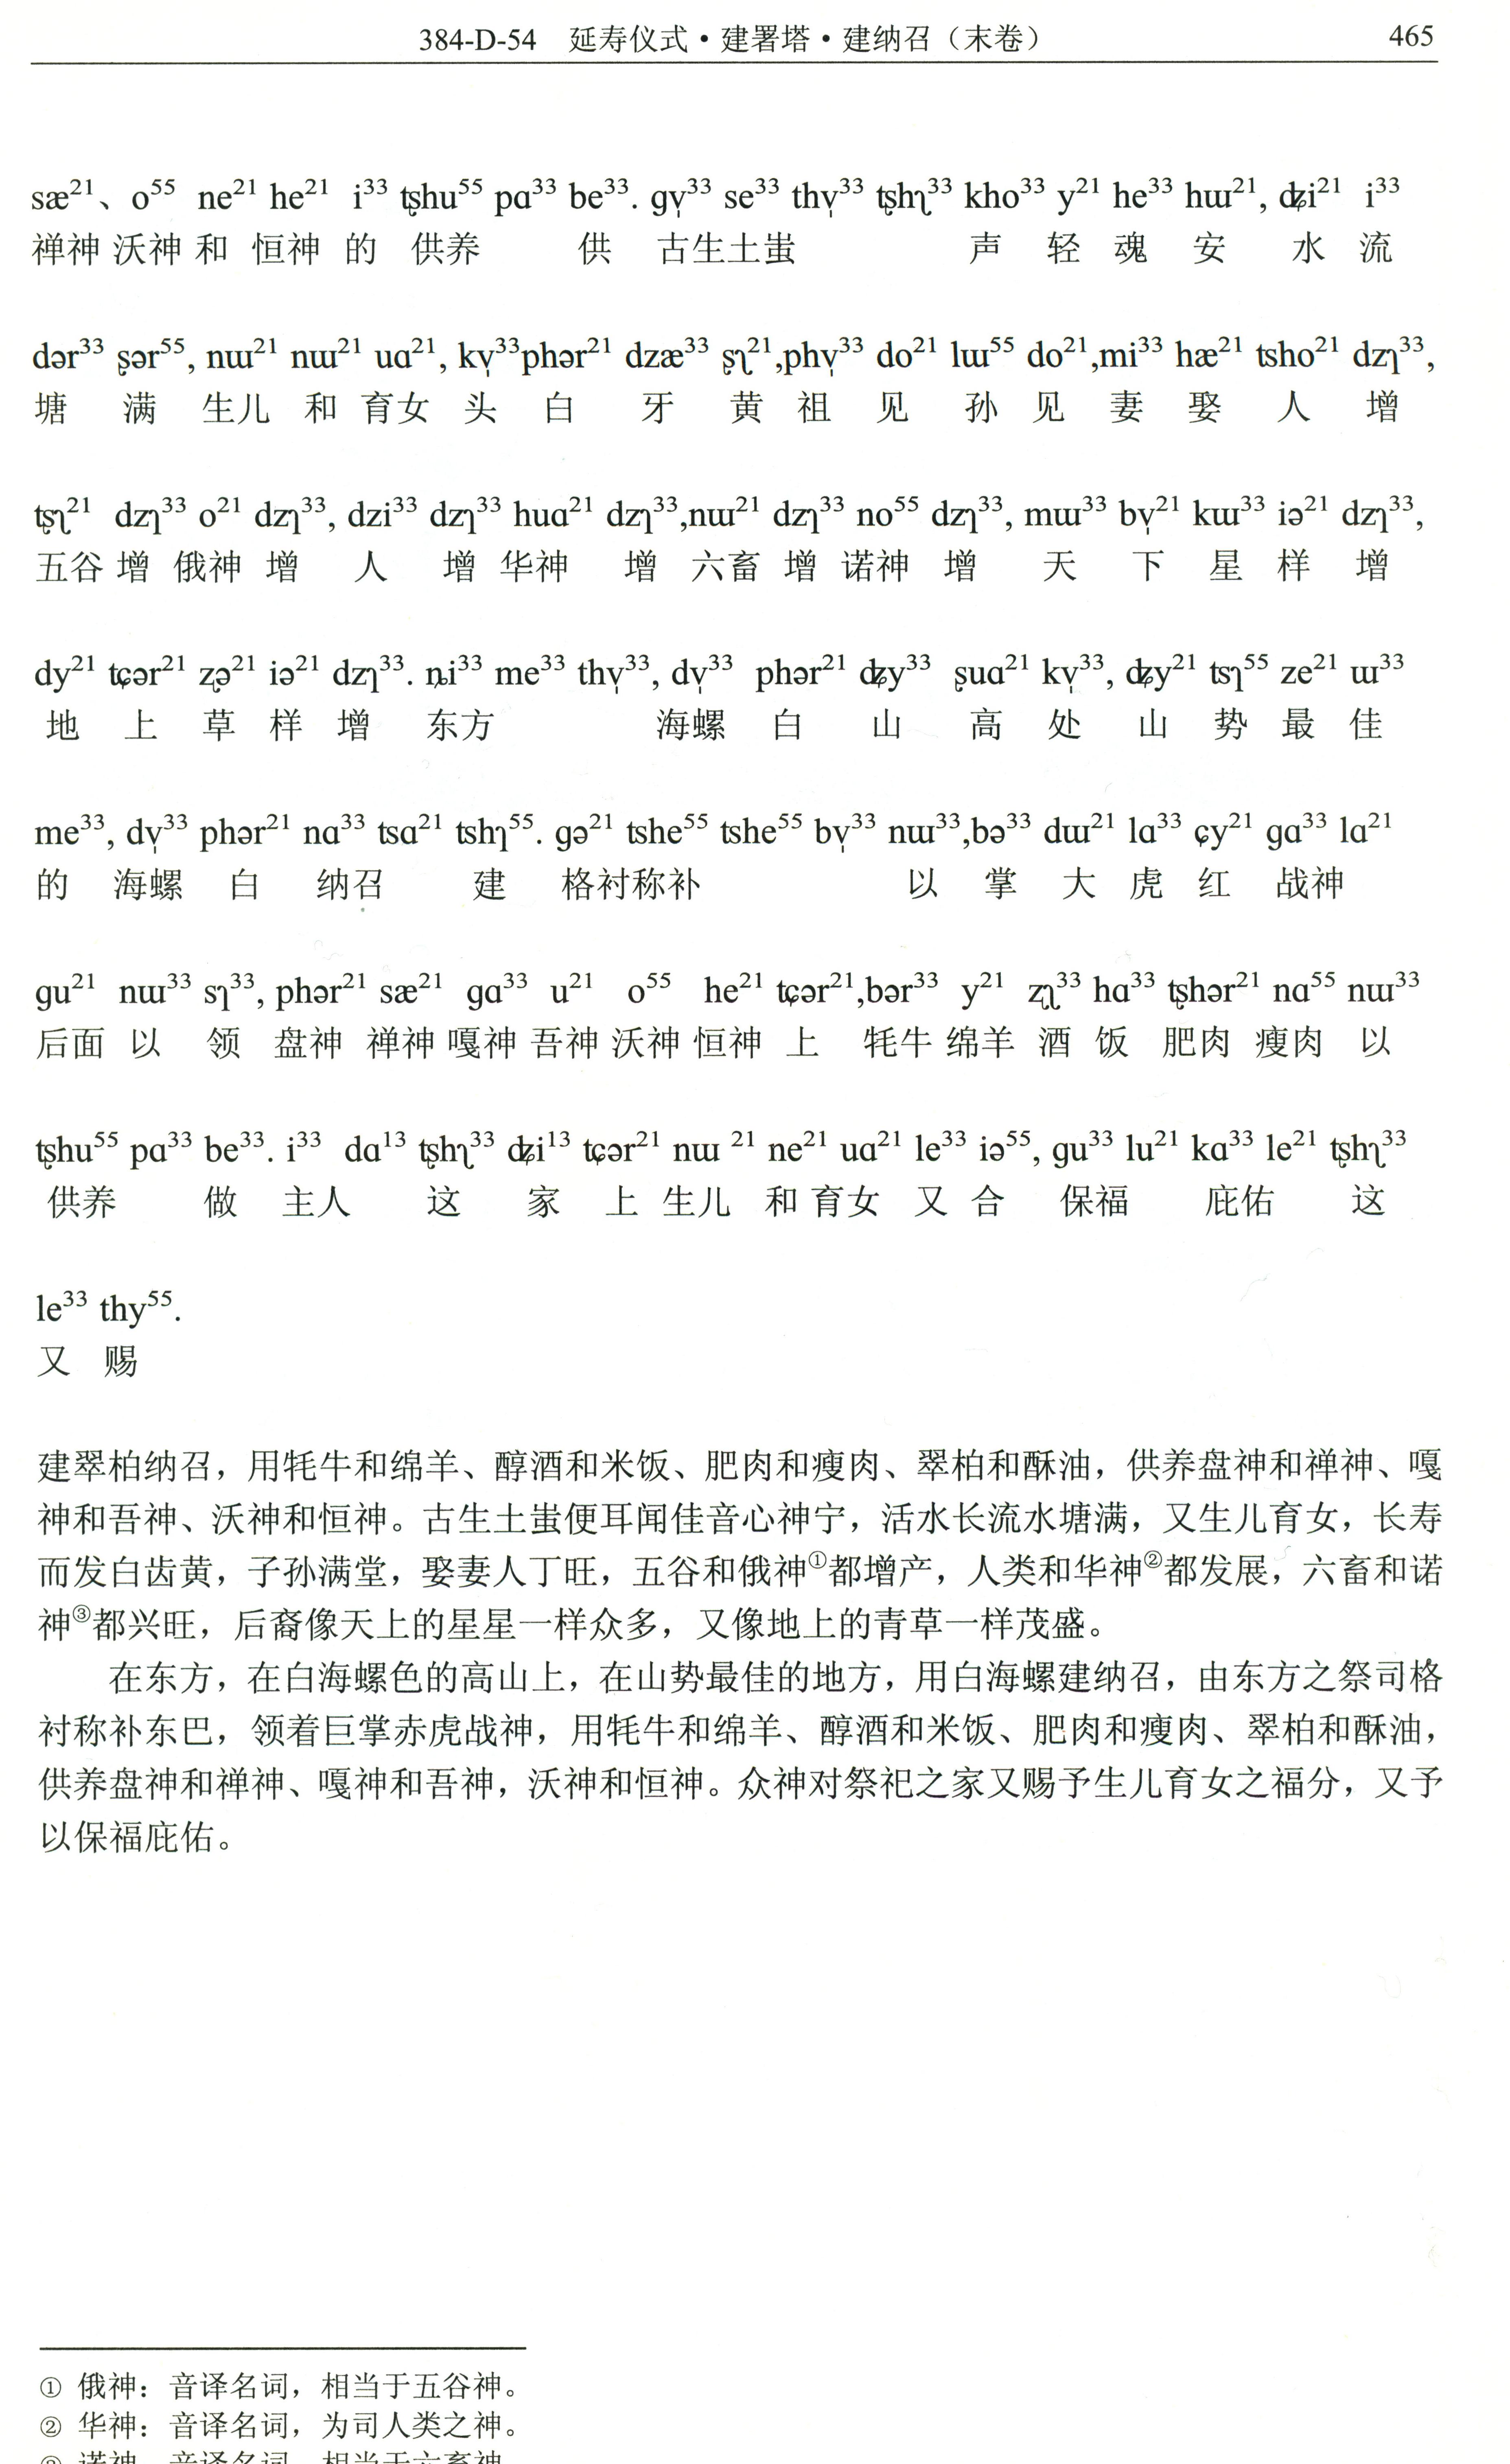 384-D-54 延寿仪式·建署塔·建纳召（末卷） 465
sæ²¹、o⁵⁵ ne²¹ he²¹ i³³ tʂhu⁵⁵ pɑ³³ be³³. gv̩³³ se³³ thv̩³³ tʂhʅ³³ kho³³ y²¹ he³³ hɯ²¹, dʑi²¹ i³³
禅神 沃神 和 恒神 的 供养 供 古生土蚩 声 轻 魂 安 水 流
dər³³ ʂər⁵⁵, nɯ²¹ nɯ²¹ uɑ²¹, kv̩³³phər²¹ dzæ³³ ʂʅ²¹,phv̩³³ do²¹ lɯ⁵⁵ do²¹,mi³³ hæ²¹ tsho²¹ dzʅ³³,
塘 满 生儿 和 育女 头 白 牙 黄 祖 见 孙 见 妻 娶 人 增
tʂʅ²¹ dzʅ³³ o²¹ dzʅ³³, dzi³³ dzʅ³³ huɑ²¹ dzʅ³³,nɯ²¹ dzʅ³³ no⁵⁵ dzʅ³³, mɯ³³ bv̩²¹ kɯ³³ iə²¹ dzʅ³³,
五谷 增 俄神 增 人 增 华神 增 六畜 增 诺神 增 天 下 星 样 增
dy²¹ tɕər²¹ zə²¹ iə²¹ dzʅ³³. ȵi³³ me³³ thv̩³³, dv̩³³ phər²¹ dʑy³³ ʂuɑ²¹ kv̩³³, dʑy²¹ tsʅ⁵⁵ ze²¹ ɯ³³
地 上 草 样 增 东方 海螺 白 山 高 处 山 势 最 佳
me³³, dv̩³³ phər²¹ nɑ³³ tsɑ²¹ tshʅ⁵⁵. gə²¹ tshe⁵⁵ tshe⁵⁵ bv̩³³ nɯ³³,bə³³ dɯ²¹ lɑ³³ ɕy²¹ gɑ³³ lɑ²¹
的 海螺 白 纳召 建 格衬称补 以 掌 大 虎 红 战神
gu²¹ nɯ³³ sʅ³³, phər²¹ sæ²¹ gɑ³³ u²¹ o⁵⁵ he²¹ tɕər²¹,bər³³ y²¹ ʐʅ³³ hɑ³³ tʂhər²¹ nɑ⁵⁵ nɯ³³
后面 以 领 盘神 禅神 嘎神 吾神 沃神 恒神 上 牦牛 绵羊 酒 饭 肥肉 瘦肉 以
tʂhu⁵⁵ pɑ³³ be³³. i³³ dɑ¹³ tʂhʅ³³ dʑi¹³ tɕər²¹ nɯ ²¹ ne²¹ uɑ²¹ le³³ iə⁵⁵, gu³³ lu²¹ kɑ³³ le²¹ tʂhʅ³³
供养 做 主人 这 家 上 生儿 和 育女 又 合 保福 庇佑 这
le³³ thy⁵⁵.
又 赐
建翠柏纳召，用牦牛和绵羊、醇酒和米饭、肥肉和瘦肉、翠柏和酥油，供养盘神和禅神、嘎
神和吾神、沃神和恒神。古生土蚩便耳闻佳音心神宁，活水长流水塘满，又生儿育女，长寿
而发白齿黄，子孙满堂，娶妻人丁旺，五谷和俄神①都增产，人类和华神②都发展，六畜和诺
神③都兴旺，后裔像天上的星星一样众多，又像地上的青草一样茂盛。
在东方，在白海螺色的高山上，在山势最佳的地方，用白海螺建纳召，由东方之祭司格
衬称补东巴，领着巨掌赤虎战神，用牦牛和绵羊、醇酒和米饭、肥肉和瘦肉、翠柏和酥油，
供养盘神和禅神、嘎神和吾神，沃神和恒神。众神对祭祀之家又赐予生儿育女之福分，又予
以保福庇佑。
① 俄神：音译名词，相当于五谷神。
② 华神：音译名词，为司人类之神。
③ 诺神：音译名词，相当于六畜神。